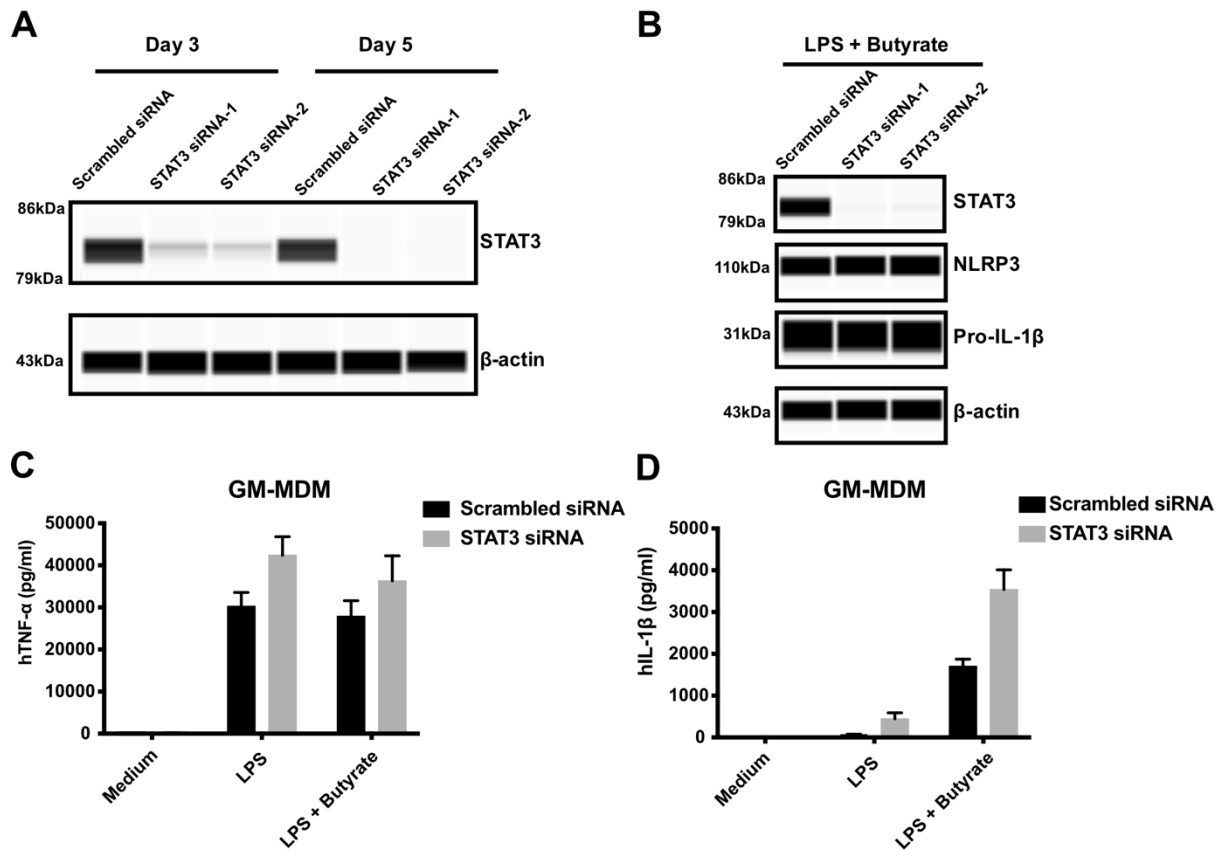 A
Day 3
Day 5
Scrambled siRNA
STAT3 siRNA-1
STAT3 siRNA-2
Scrambled siRNA
STAT3 siRNA-1
STAT3 siRNA-2
86kDa
STAT3
79kDa
43kDa
β-actin
B
LPS + Butyrate
Scrambled siRNA
STAT3 siRNA-1
STAT3 siRNA-2
86kDa
STAT3
79kDa
110kDa
NLRP3
31kDa
Pro-IL-1β
43kDa
β-actin
C
GM-MDM
Scrambled siRNA
STAT3 siRNA
hTNF-α (pg/ml)
50000
40000
30000
20000
10000
0
Medium
LPS
LPS + Butyrate
D
GM-MDM
Scrambled siRNA
STAT3 siRNA
hIL-1β (pg/ml)
5000
4000
3000
2000
1000
0
Medium
LPS
LPS + Butyrate